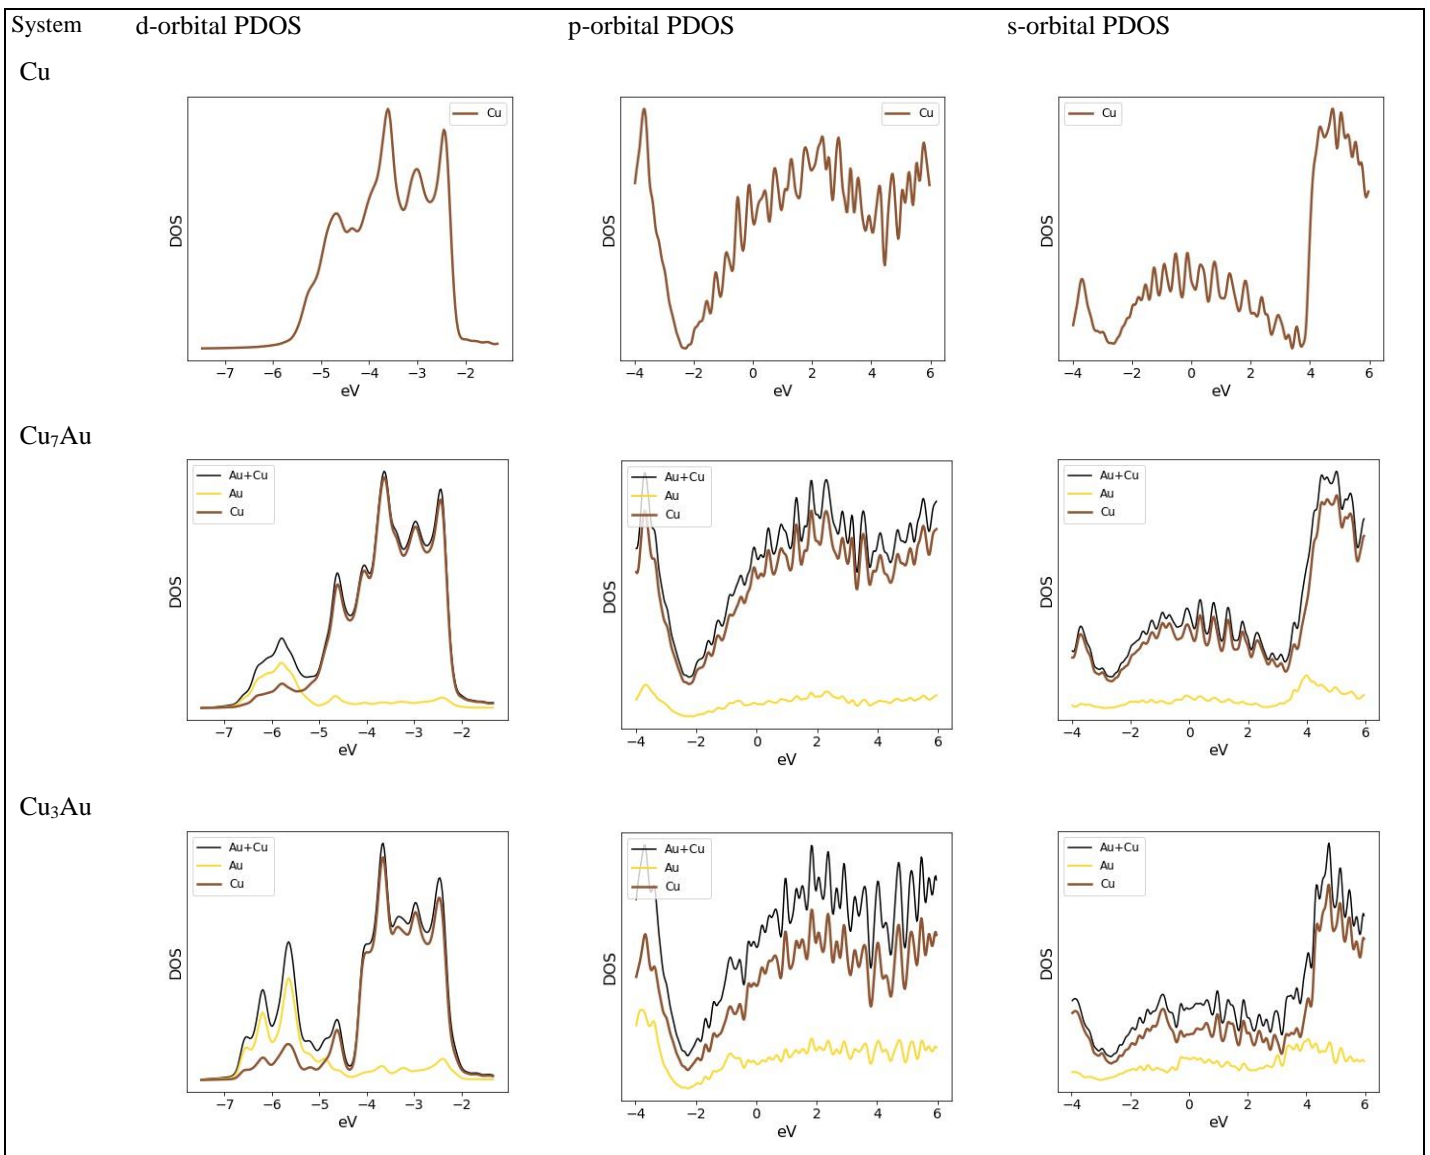 System d-orbital PDOS p-orbital PDOS s-orbital PDOS
Cu
Cu
DOS
−7 −6 −5 −4 −3 −2
eV
Cu
DOS
−4 −2 0 2 4 6
eV
Cu
DOS
−4 −2 0 2 4 6
eV
Cu₇Au
Au+Cu
Au
Cu
DOS
−7 −6 −5 −4 −3 −2
eV
Au+Cu
Au
Cu
DOS
−4 −2 0 2 4 6
eV
Au+Cu
Au
Cu
DOS
−4 −2 0 2 4 6
eV
Cu₃Au
Au+Cu
Au
Cu
DOS
−7 −6 −5 −4 −3 −2
eV
Au+Cu
Au
Cu
DOS
−4 −2 0 2 4 6
eV
Au+Cu
Au
Cu
DOS
−4 −2 0 2 4 6
eV